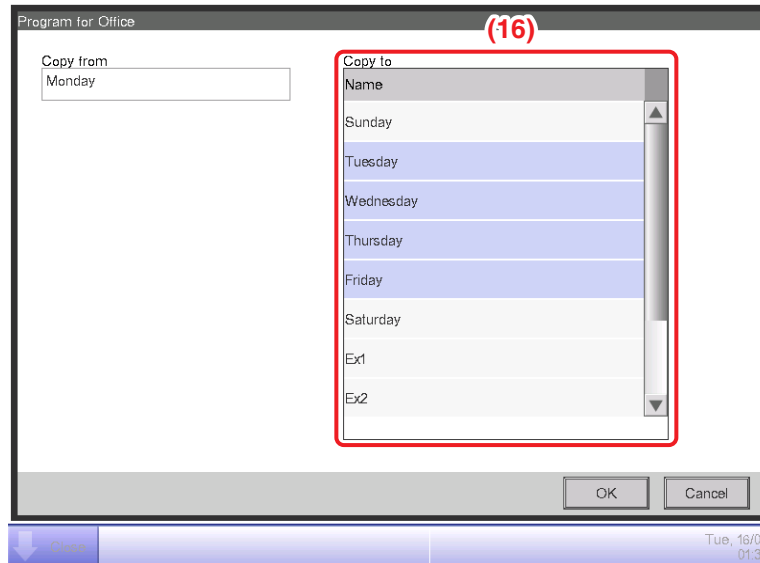 Program for Office
(16)
Copy from
Monday
Copy to
Name
Sunday
Tuesday
Wednesday
Thursday
Friday
Saturday
Ex1
Ex2
OK
Cancel
Close
Tue, 16/0
01:3